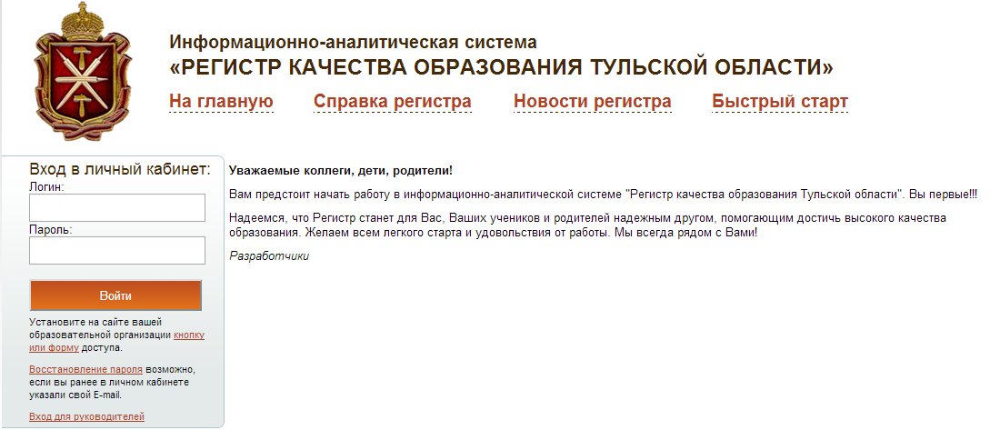 Информационно-аналитическая система
«РЕГИСТР КАЧЕСТВА ОБРАЗОВАНИЯ ТУЛЬСКОЙ ОБЛАСТИ»
На главную Справка регистра Новости регистра Быстрый старт
Вход в личный кабинет:
Логин:
Пароль:
Войти
Установите на сайте вашей
образовательной организации кнопку
или форму доступа.
Восстановление пароля возможно,
если вы ранее в личном кабинете
указали свой E-mail.
Вход для руководителей
Уважаемые коллеги, дети, родители!
Вам предстоит начать работу в информационно-аналитической системе "Регистр качества образования Тульской области". Вы первые!!!
Надеемся, что Регистр станет для Вас, Ваших учеников и родителей надежным другом, помогающим достичь высокого качества
образования. Желаем всем легкого старта и удовольствия от работы. Мы всегда рядом с Вами!
Разработчики